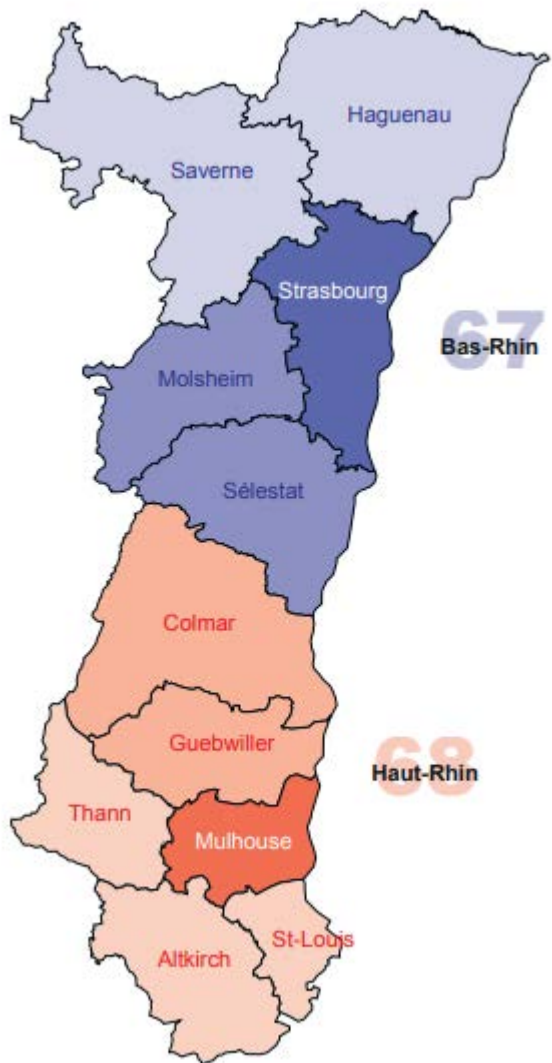 Haguenau
Saverne
Strasbourg
67
Bas-Rhin
Molsheim
Sélestat
Colmar
Guebwiller
68
Haut-Rhin
Thann
Mulhouse
St-Louis
Altkirch